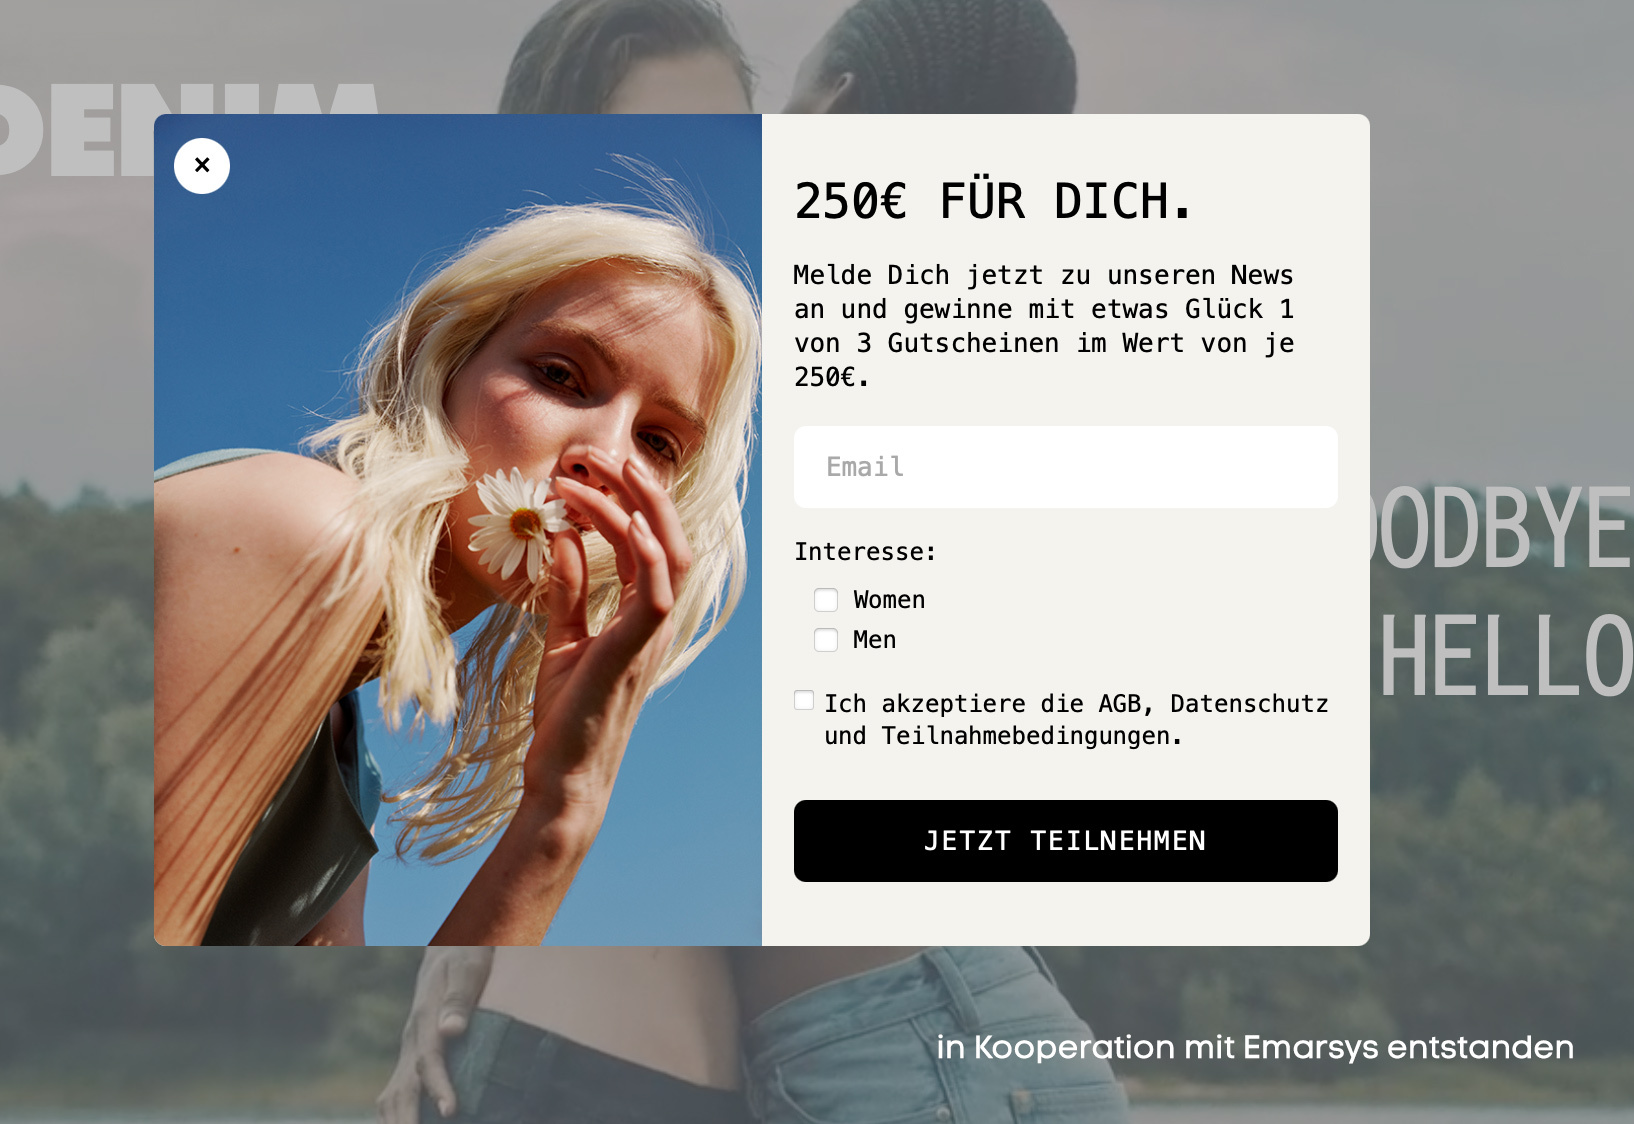 DENIM
×
250€ FÜR DICH.
Melde Dich jetzt zu unseren News
an und gewinne mit etwas Glück 1
von 3 Gutscheinen im Wert von je
250€.
Email
Interesse:
Women
Men
Ich akzeptiere die AGB, Datenschutz
und Teilnahmebedingungen.
JETZT TEILNEHMEN
OODBYE
HELLO
in Kooperation mit Emarsys entstanden